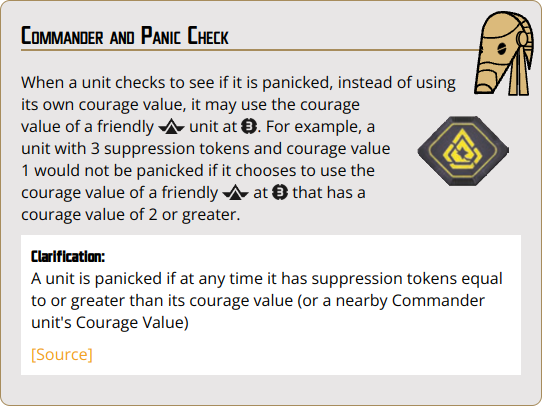 Commander and Panic Check
When a unit checks to see if it is panicked, instead of using
its own courage value, it may use the courage
value of a friendly unit at 3. For example, a
unit with 3 suppression tokens and courage value
1 would not be panicked if it chooses to use the
courage value of a friendly at 3 that has a
courage value of 2 or greater.
Clarification:
A unit is panicked if at any time it has suppression tokens equal
to or greater than its courage value (or a nearby Commander
unit's Courage Value)
[Source]